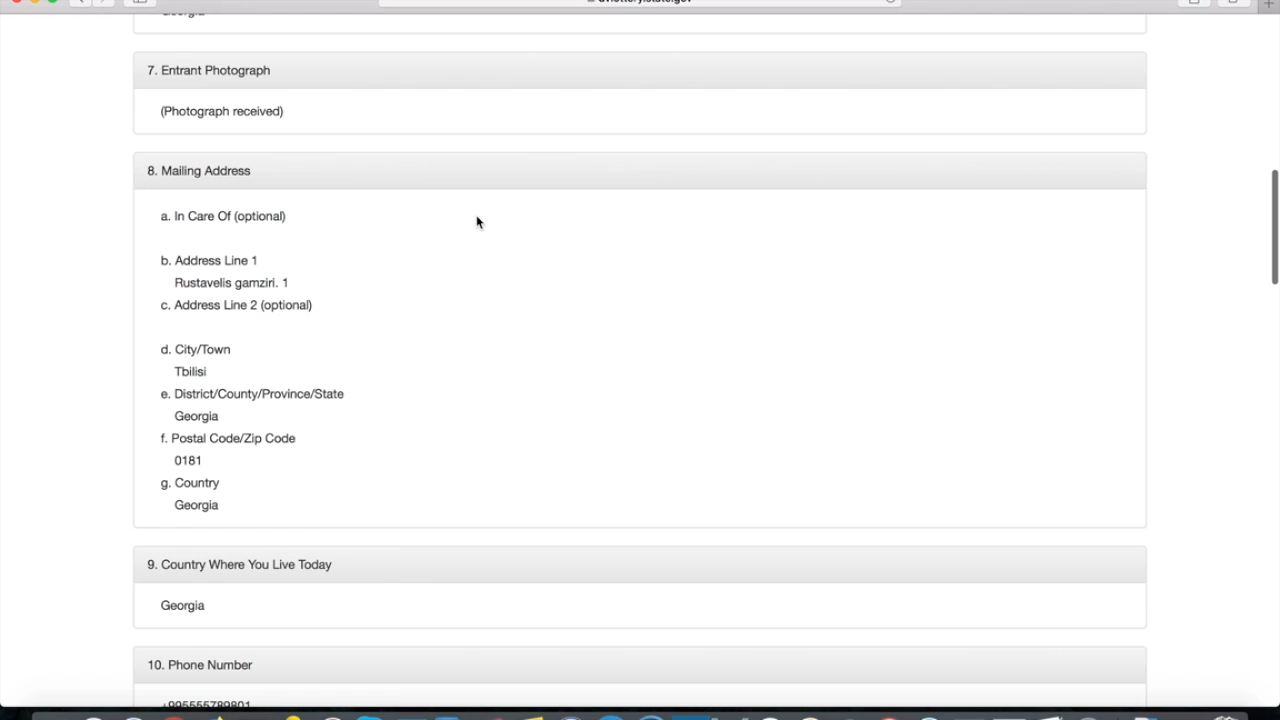 Georgia
7. Entrant Photograph
(Photograph received)
8. Mailing Address
a. In Care Of (optional)
b. Address Line 1
Rustavelis gamziri. 1
c. Address Line 2 (optional)
d. City/Town
Tbilisi
e. District/County/Province/State
Georgia
f. Postal Code/Zip Code
0181
g. Country
Georgia
9. Country Where You Live Today
Georgia
10. Phone Number
+995555789801